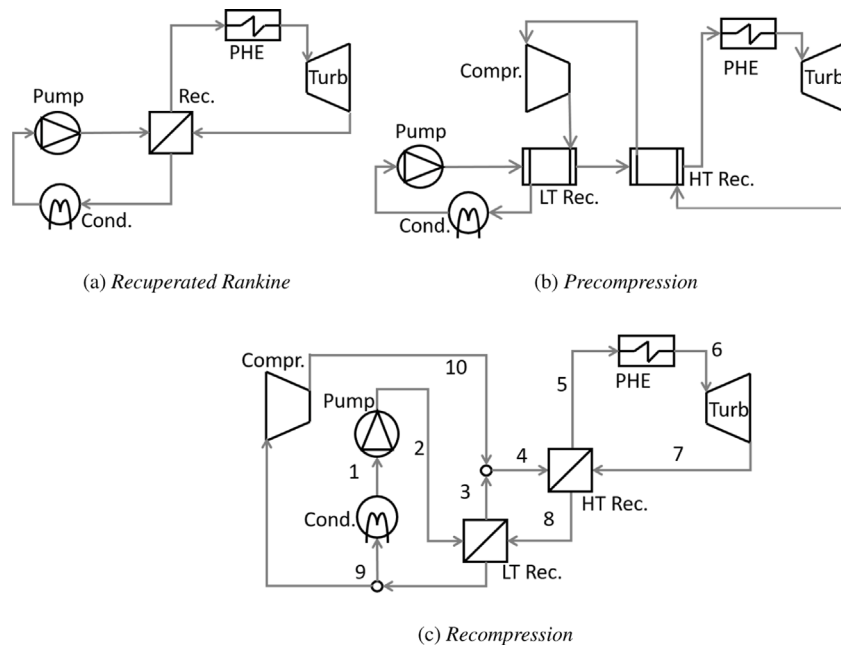 PHE
Turb
Pump
Rec.
Cond.
(a) Recuperated Rankine
Compr.
PHE
Turb
Pump
LT Rec.
HT Rec.
Cond.
(b) Precompression
Compr.
10
6
5
PHE
Pump
Turb
2
1
4
7
3
Cond.
8
HT Rec.
9
LT Rec.
(c) Recompression